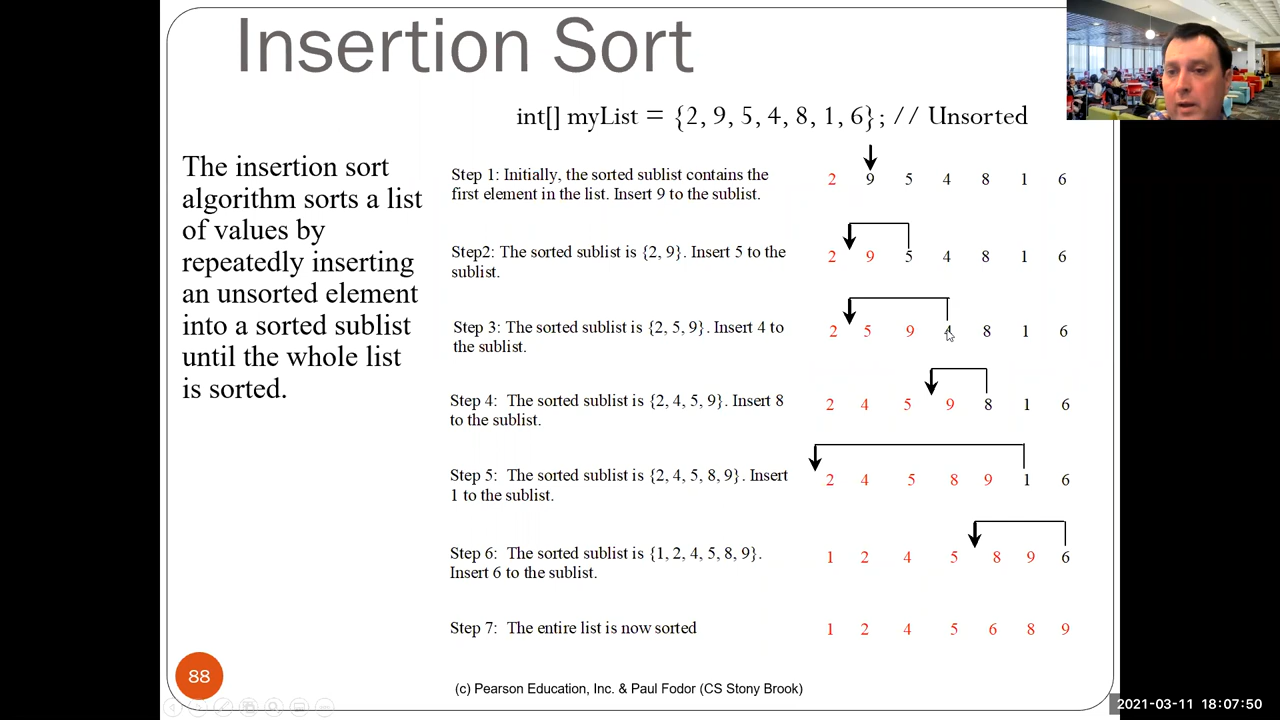 Insertion Sort
int[] myList = {2, 9, 5, 4, 8, 1, 6}; // Unsorted
The insertion sort
algorithm sorts a list
of values by
repeatedly inserting
an unsorted element
into a sorted sublist
until the whole list
is sorted.
Step 1: Initially, the sorted sublist contains the
first element in the list. Insert 9 to the sublist.
2 9 5 4 8 1 6
Step2: The sorted sublist is {2, 9}. Insert 5 to the
sublist.
2 9 5 4 8 1 6
Step 3: The sorted sublist is {2, 5, 9}. Insert 4 to
the sublist.
2 5 9 4 8 1 6
Step 4: The sorted sublist is {2, 4, 5, 9}. Insert 8
to the sublist.
2 4 5 9 8 1 6
Step 5: The sorted sublist is {2, 4, 5, 8, 9}. Insert
1 to the sublist.
2 4 5 8 9 1 6
Step 6: The sorted sublist is {1, 2, 4, 5, 8, 9}.
Insert 6 to the sublist.
1 2 4 5 8 9 6
Step 7: The entire list is now sorted
1 2 4 5 6 8 9
88
(c) Pearson Education, Inc. & Paul Fodor (CS Stony Brook)
2021-03-11 18:07:50